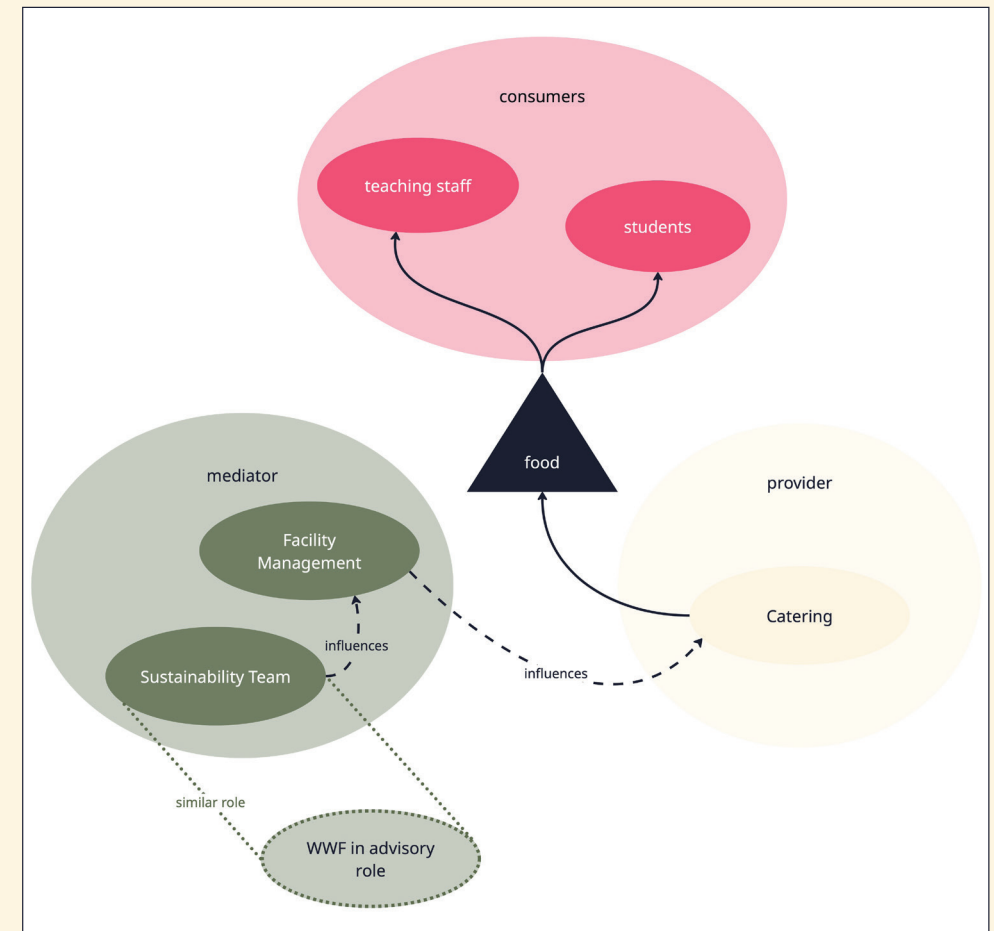 consumers
teaching staff
students
food
mediator
provider
Facility
Management
influences
Catering
Sustainability Team
influences
similar role
WWF in advisory
role